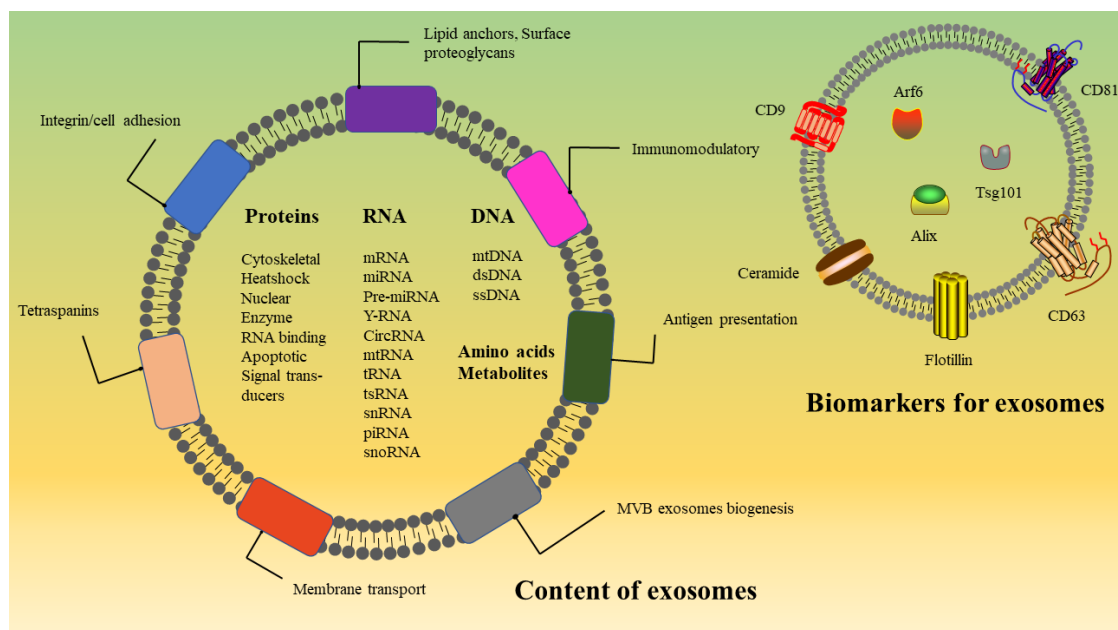 Lipid anchors, Surface
proteoglycans
Integrin/cell adhesion
Immunomodulatory
Tetraspanins
Antigen presentation
MVB exosomes biogenesis
Membrane transport
Proteins
Cytoskeletal
Heatshock
Nuclear
Enzyme
RNA binding
Apoptotic
Signal trans-
ducers
RNA
mRNA
miRNA
Pre-miRNA
Y-RNA
CircRNA
mtRNA
tRNA
tsRNA
snRNA
piRNA
snoRNA
DNA
mtDNA
dsDNA
ssDNA
Amino acids
Metabolites
Content of exosomes
CD9
Arf6
CD81
Tsg101
Alix
Ceramide
CD63
Flotillin
Biomarkers for exosomes